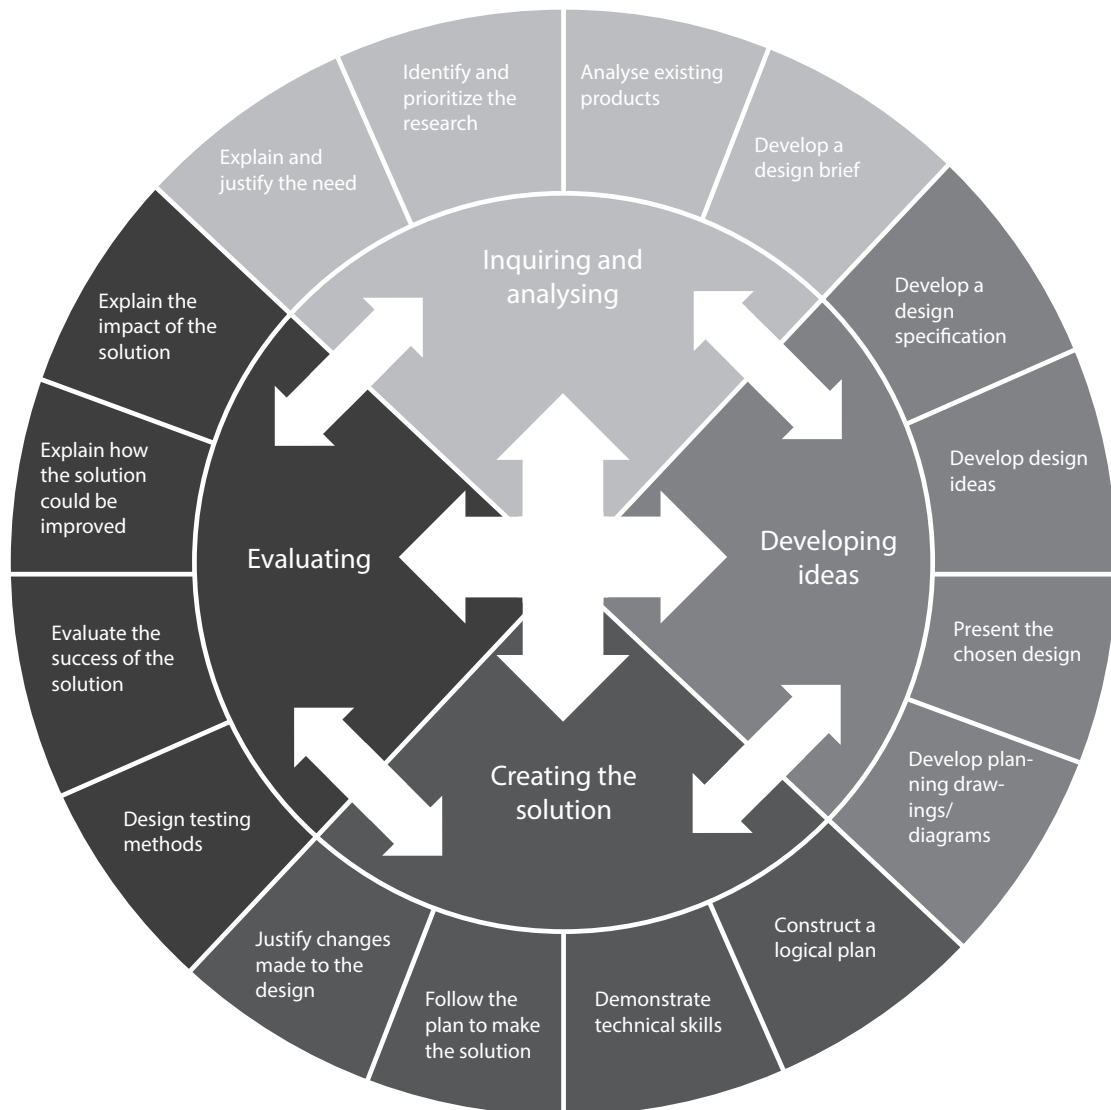 Inquiring and
analysing
Explain and
justify the need
Identify and
prioritize the
research
Analyse existing
products
Develop a
design brief
Developing
ideas
Develop a
design
specification
Develop design
ideas
Present the
chosen design
Develop plan-
ning draw-
ings/
diagrams
Creating the
solution
Construct a
logical plan
Demonstrate
technical skills
Follow the
plan to make
the solution
Justify changes
made to the
design
Evaluating
Design testing
methods
Evaluate the
success of the
solution
Explain how
the solution
could be
improved
Explain the
impact of the
solution